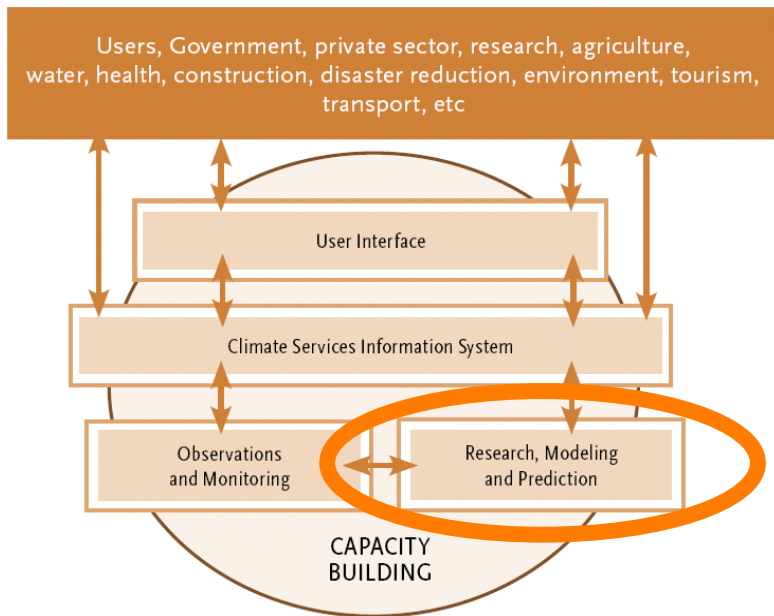 Users, Government, private sector, research, agriculture,
water, health, construction, disaster reduction, environment, tourism,
transport, etc
User Interface
Climate Services Information System
Observations
and Monitoring
Research, Modeling
and Prediction
CAPACITY
BUILDING